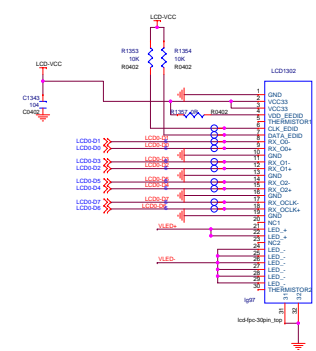 LCD-VCC
R1353
10K
R0402
R1354
10K
R0402
LCD-VCC
C1343
104
C0402
LCD1302
R1357 0R
R0402
1 GND
2 VCC33
3 VCC33
4 VDD_EEDID
5 THERMISTOR1
6 CLK_EDID
7 DATA_EDID
8 RX_O0-
9 RX_O0+
10 GND
11 RX_O1-
12 RX_O1+
13 GND
14 RX_O2-
15 RX_O2+
16 GND
17 RX_OCLK-
18 RX_OCLK+
19 GND
20 NC1
21 LED_+
22 LED_+
23 NC2
24 LED_-
25 LED_-
26 LED_-
27 LED_-
28 LED_-
29 LED_-
30 THERMISTOR2
LCD0-D1
LCD0-D0
LCD0-D3
LCD0-D2
LCD0-D5
LCD0-D4
LCD0-D7
LCD0-D6
VLED+
VLED-
31
32
lg97
31
32
lcd-fpc-30pin_top